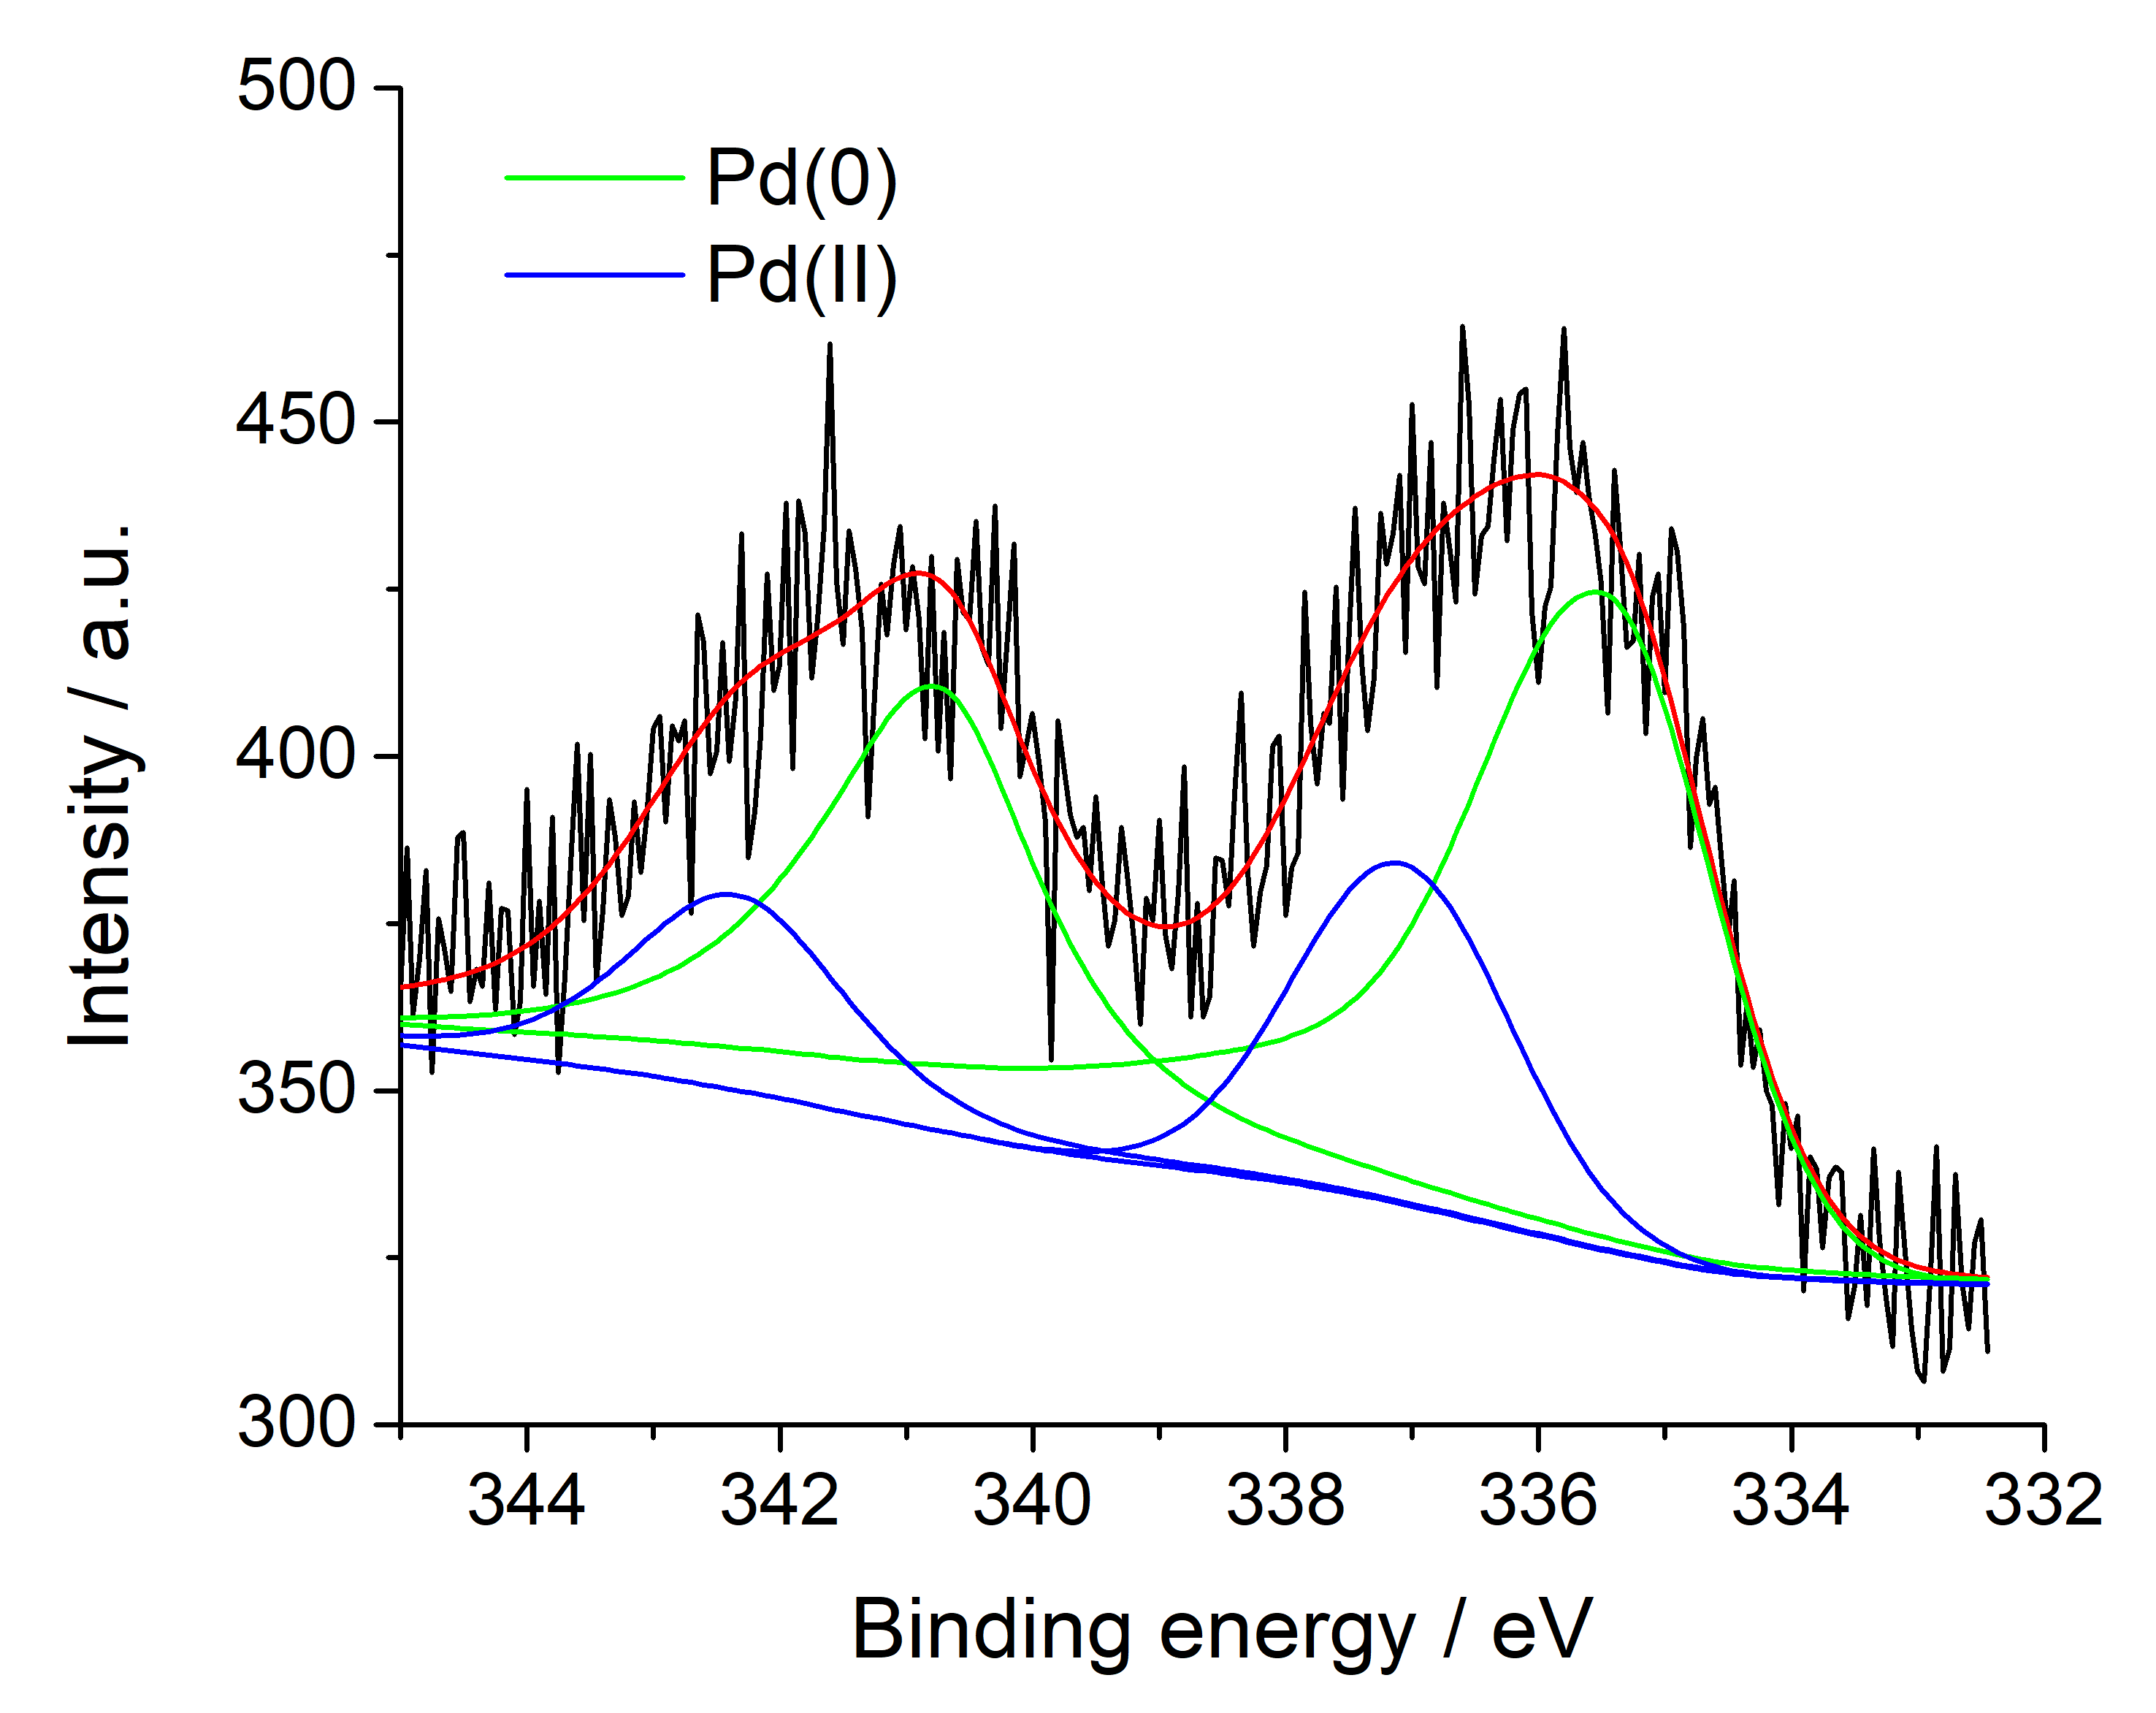 500
450
400
350
300
Intensity / a.u.
Pd(0)
Pd(II)
344 342 340 338 336 334 332
Binding energy / eV